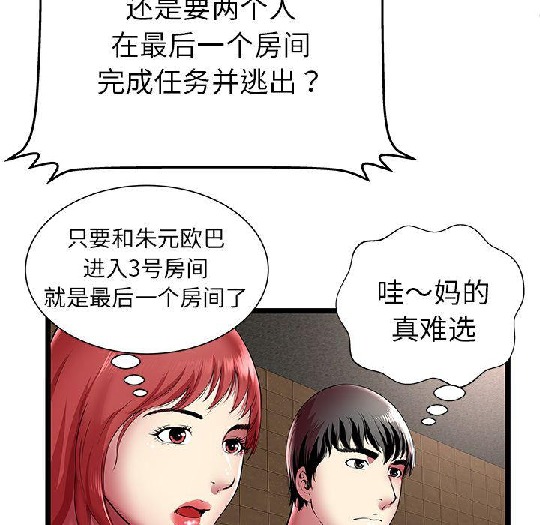 还是要两个人
在最后一个房间
完成任务并逃出？
只要和朱元欧巴
进入3号房间
就是最后一个房间了
哇～妈的
真难选